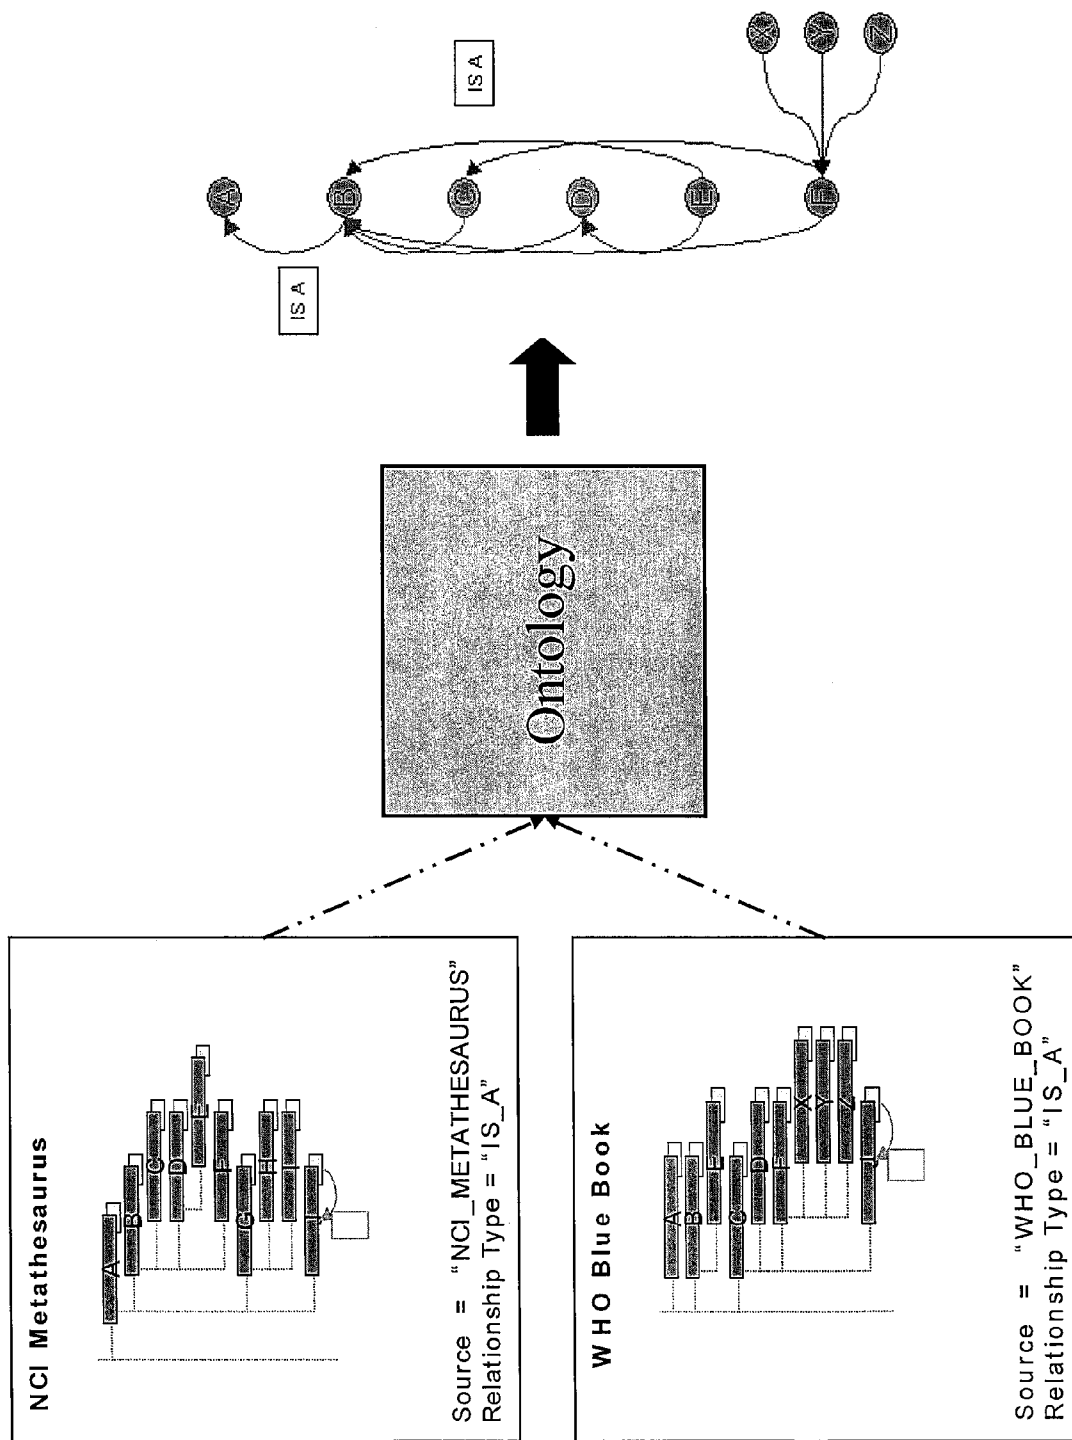 NCI Metathesaurus
A
B
C
D
E
F
G
H
I
J
Source = "NCI_METATHESAURUS"
Relationship Type = "IS_A"
WHO Blue Book
A
B
E
C
D
F
X
Y
Z
J
Source = "WHO_BLUE_BOOK"
Relationship Type = "IS_A"
Ontology
IS A
IS A
A
B
C
D
E
F
X
Y
Z